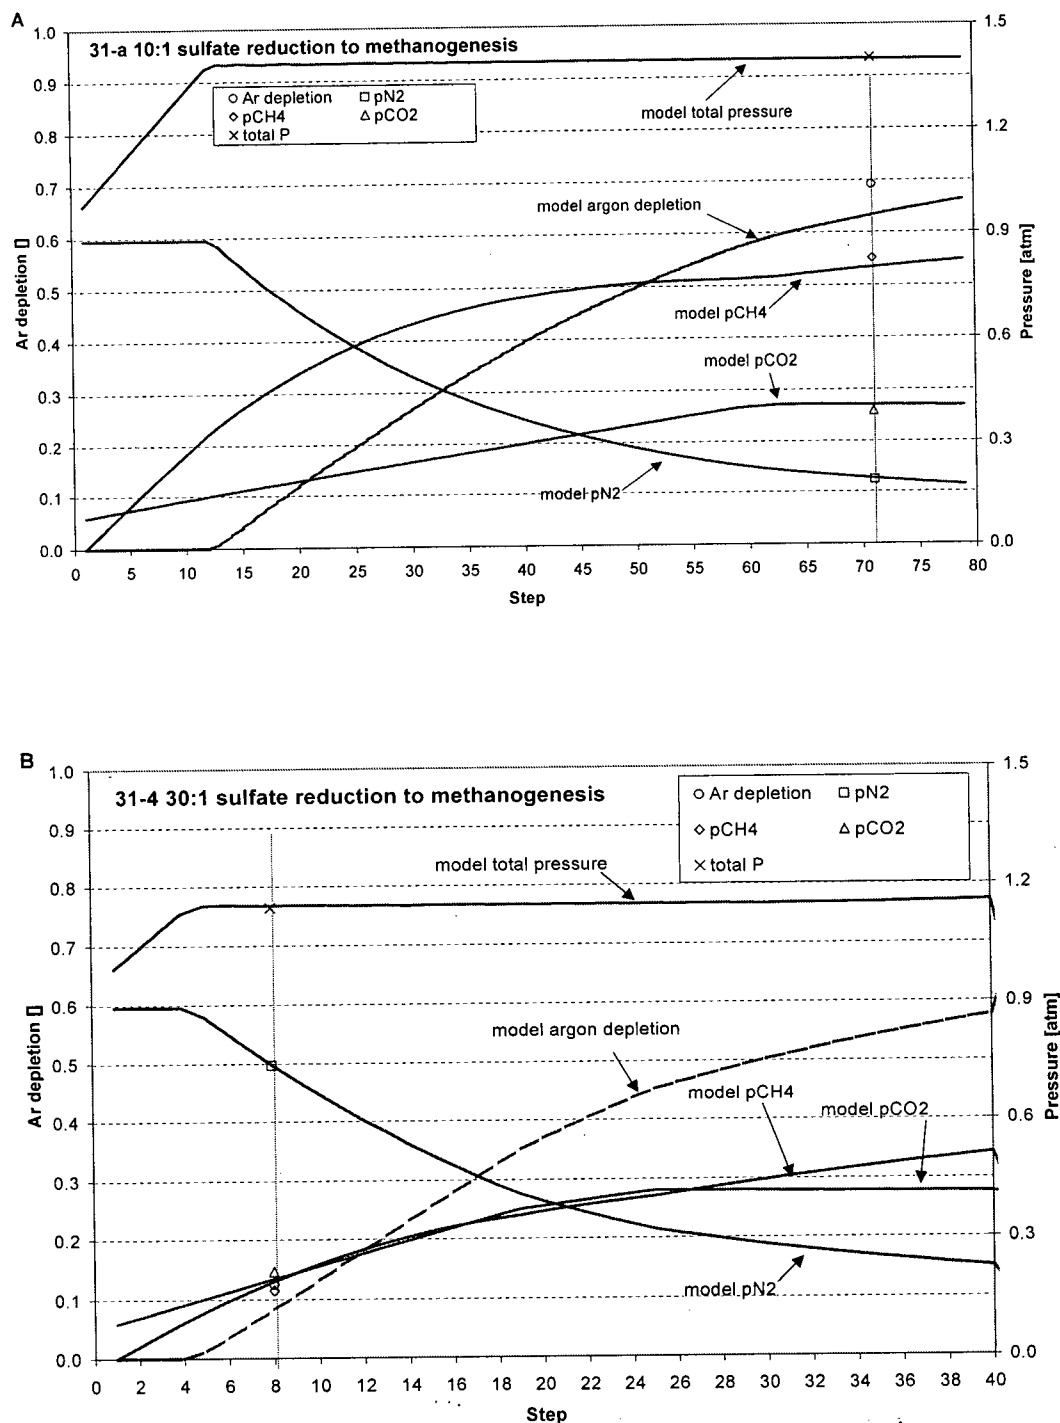 A
31-a 10:1 sulfate reduction to methanogenesis
Ar depletion pN2
pCH4 pCO2
total P
model total pressure
model argon depletion
model pCH4
model pCO2
model pN2
1.0
0.9
0.8
0.7
0.6
0.5
0.4
0.3
0.2
0.1
0.0
Ar depletion []
1.5
1.2
0.9
0.6
0.3
0.0
Pressure [atm]
0 5 10 15 20 25 30 35 40 45 50 55 60 65 70 75 80
Step
B
31-4 30:1 sulfate reduction to methanogenesis
Ar depletion pN2
pCH4 pCO2
total P
model total pressure
model argon depletion
model pCH4
model pCO2
model pN2
1.0
0.9
0.8
0.7
0.6
0.5
0.4
0.3
0.2
0.1
0.0
Ar depletion []
1.5
1.2
0.9
0.6
0.3
0.0
Pressure [atm]
0 2 4 6 8 10 12 14 16 18 20 22 24 26 28 30 32 34 36 38 40
Step